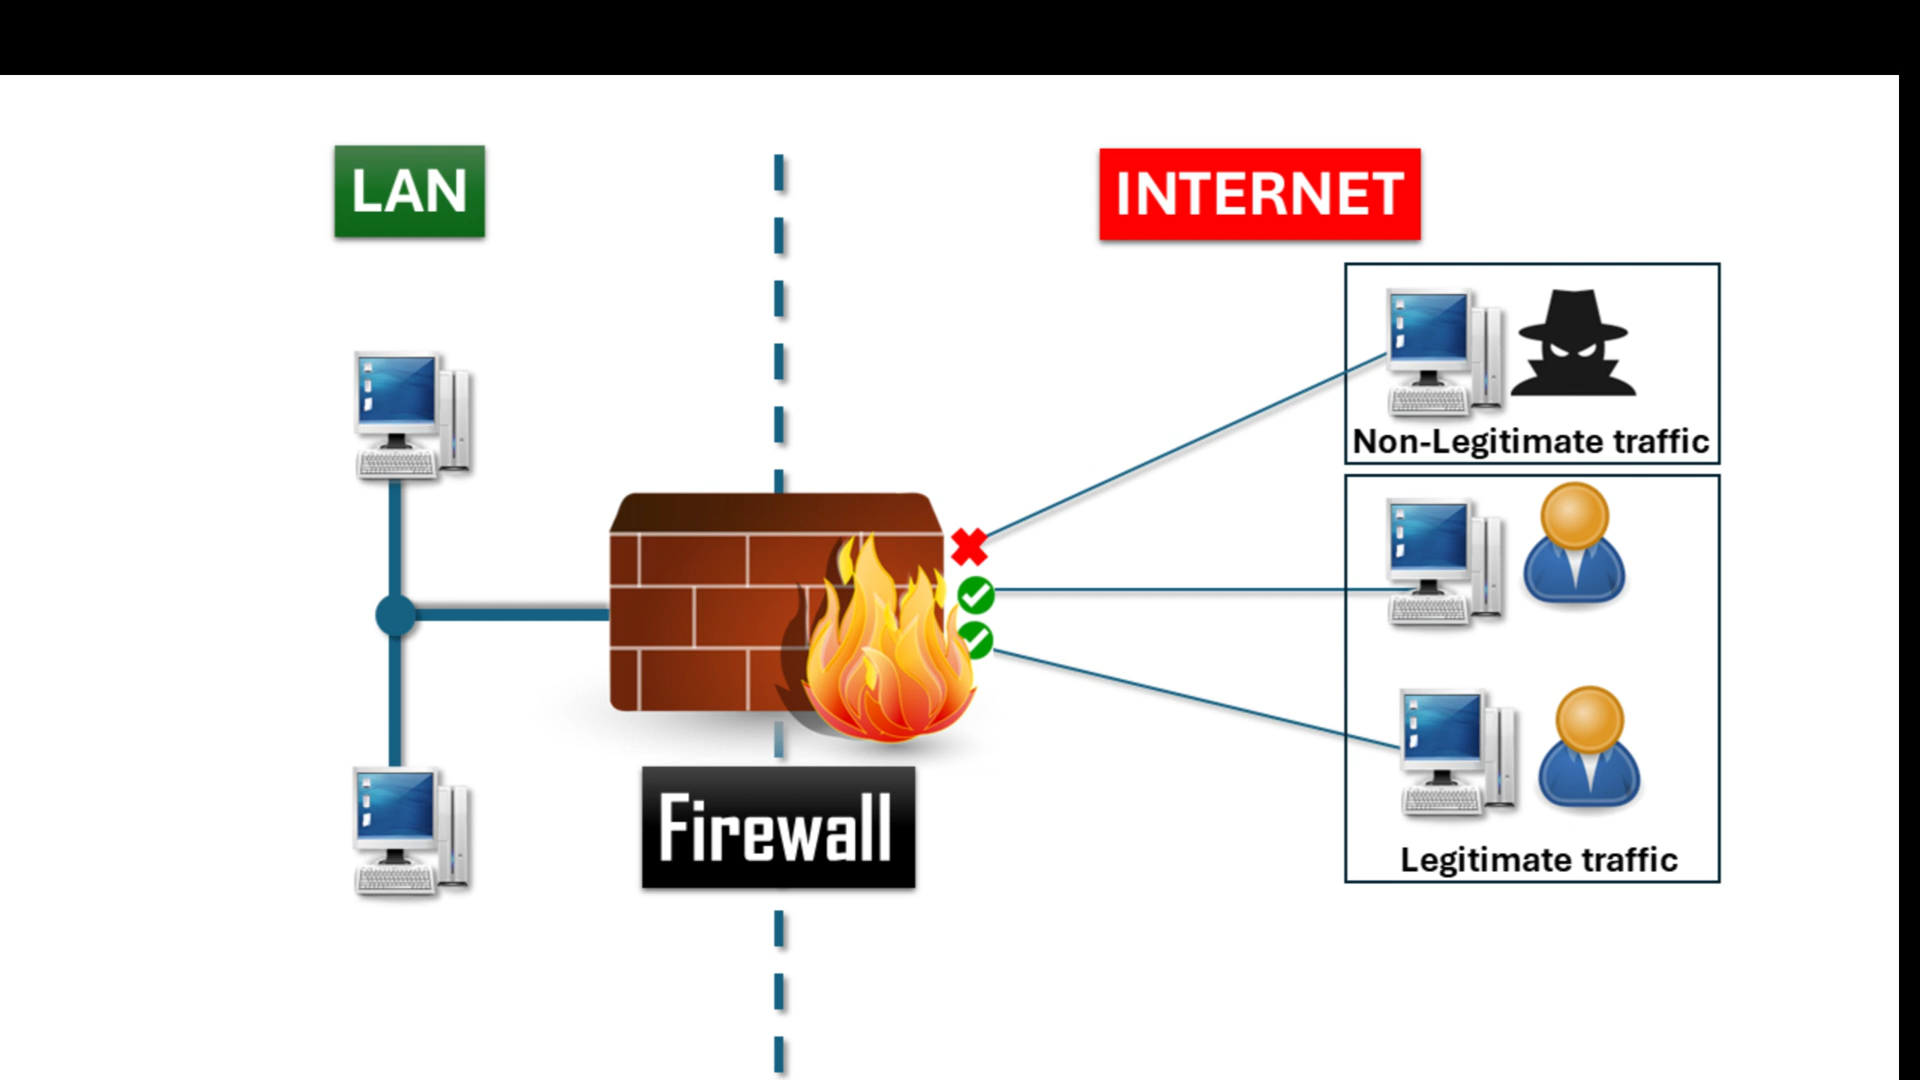 LAN
INTERNET
Non-Legitimate traffic
Firewall
Legitimate traffic